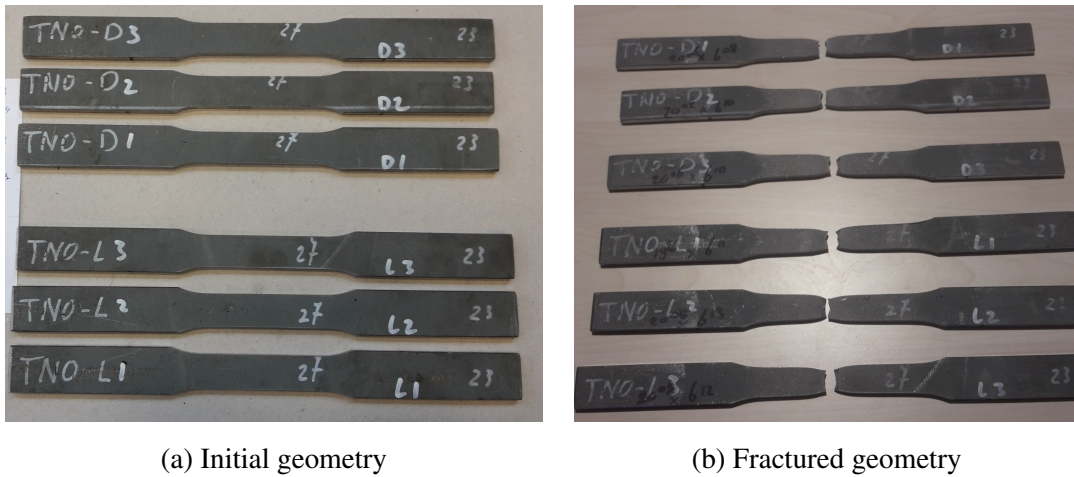 TNO-D3 27 23
D3
TNO-D2 27 23
D2
TNO-D1 27 23
D1
TNO-L3 27 23
L3
TNO-L2 27 23
L2
TNO-L1 27 23
L1
TNO-D1 27 23
D1
TNO-D2
D2
TNO-D3 27 23
D3
TNO-L1 27 23
L1
TNO-L2 27 23
L2
TNO-L3 27 23
L3
(a) Initial geometry
(b) Fractured geometry